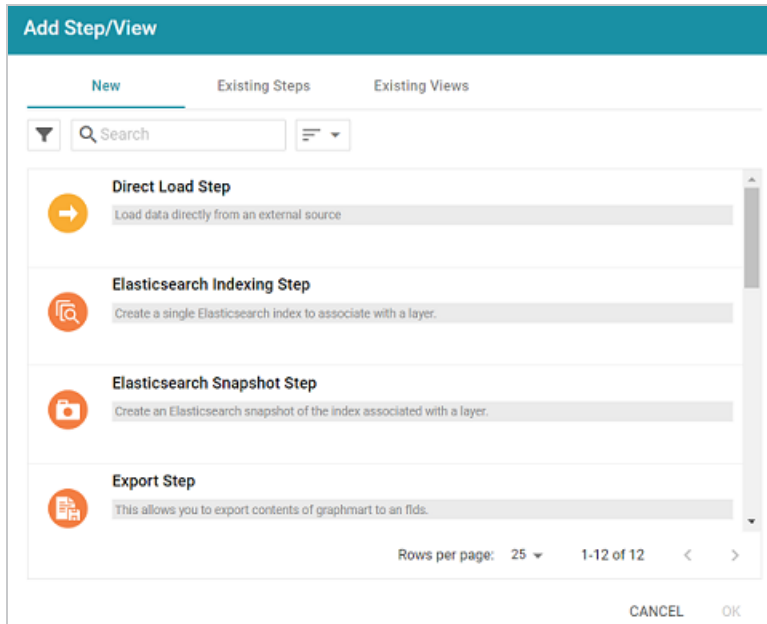 Add Step/View
New Existing Steps Existing Views
Search
Direct Load Step
Load data directly from an external source
Elasticsearch Indexing Step
Create a single Elasticsearch index to associate with a layer.
Elasticsearch Snapshot Step
Create an Elasticsearch snapshot of the index associated with a layer.
Export Step
This allows you to export contents of graphmart to an flds.
Rows per page: 25 1-12 of 12
CANCEL OK